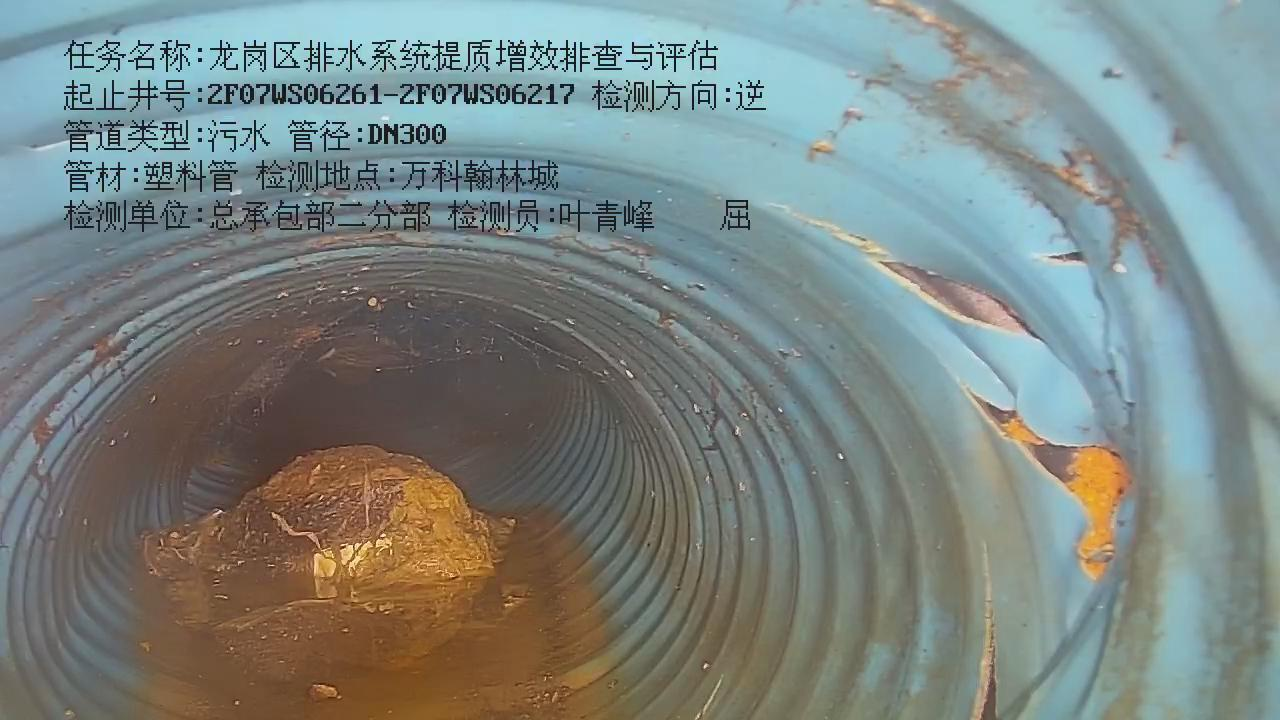 任务名称:龙岗区排水系统提质增效排查与评估
起止井号:2F07WS06261-2F07WS06217 检测方向:逆
管道类型:污水 管径:DN300
管材:塑料管 检测地点:万科翰林城
检测单位:总承包部二分部 检测员:叶青峰 屈